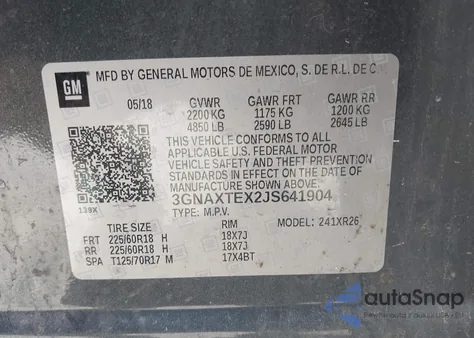 GM
MFD BY GENERAL MOTORS DE MEXICO, S. DE R.L. DE C
05/18 GVWR GAWR FRT GAWR RR
2200 KG 1175 KG 1200 KG
4850 LB 2590 LB 2645 LB
THIS VEHICLE CONFORMS TO ALL
APPLICABLE U.S. FEDERAL MOTOR
VEHICLE SAFETY AND THEFT PREVENTION
STANDARDS IN EFFECT ON THE DATE OF
MANUFACTURE SHOWN ABOVE.
139X
3GNAXTEX2JS641904
TYPE: M.P.V. MODEL: 241XR26
TIRE SIZE RIM
FRT 225/60R18 H 18X7J
RR 225/60R18 H 18X7J
SPA T125/70R17 M 17X4BT
autaSnap